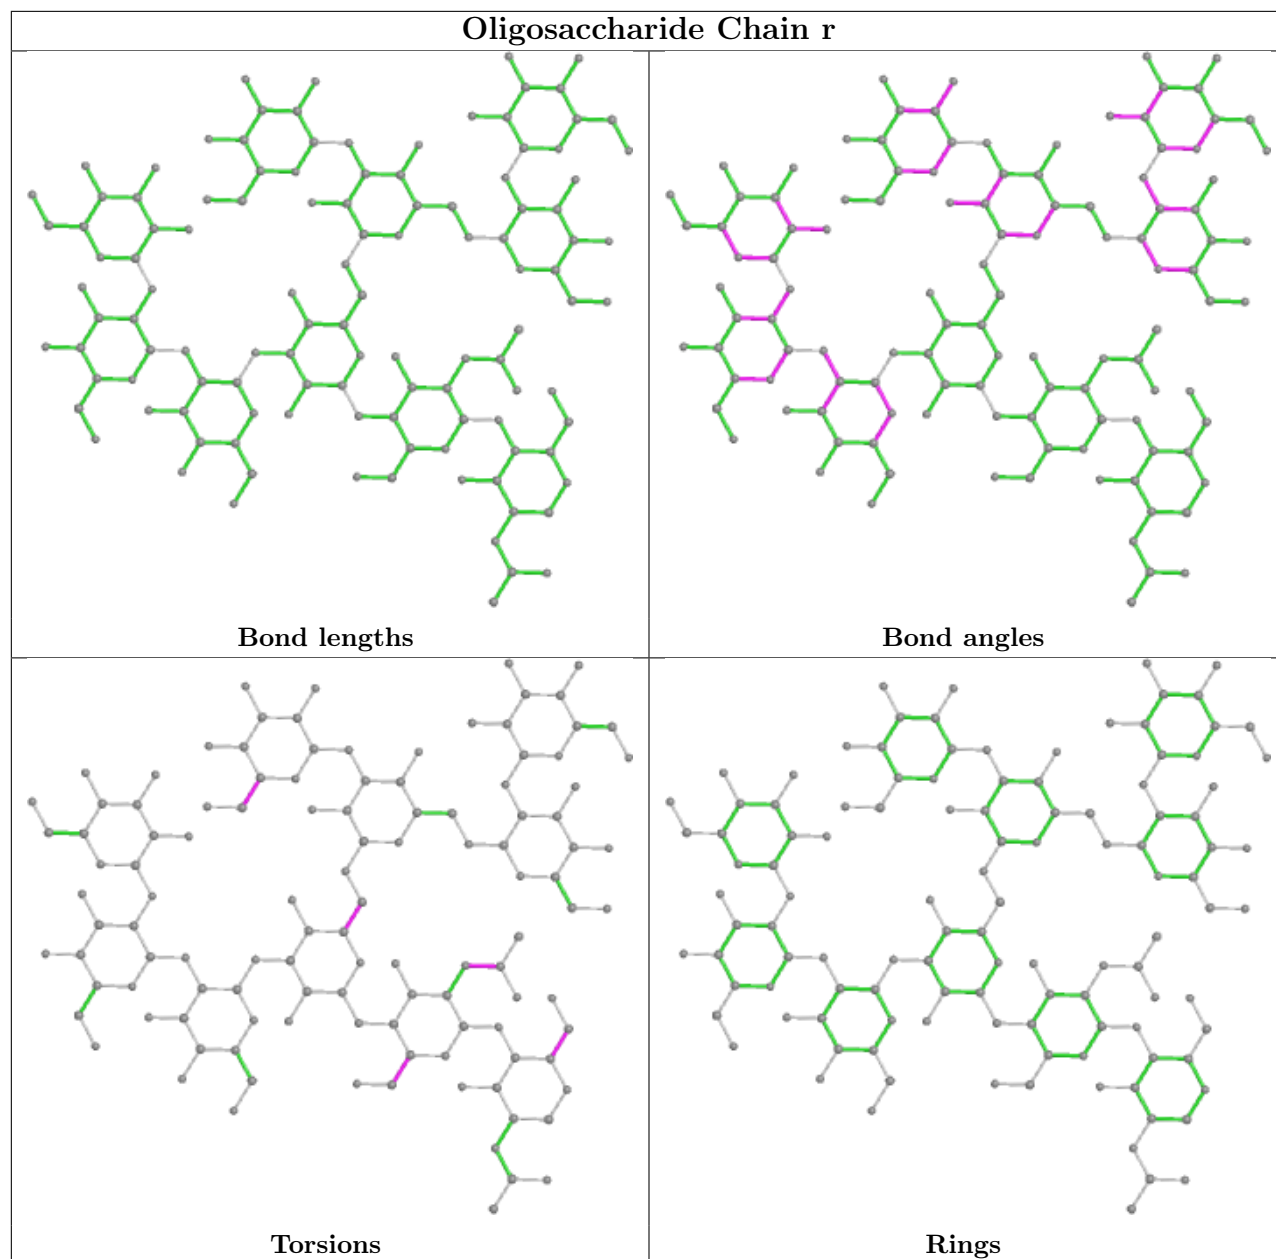 Oligosaccharide Chain r
Bond lengths
Bond angles
Torsions
Rings